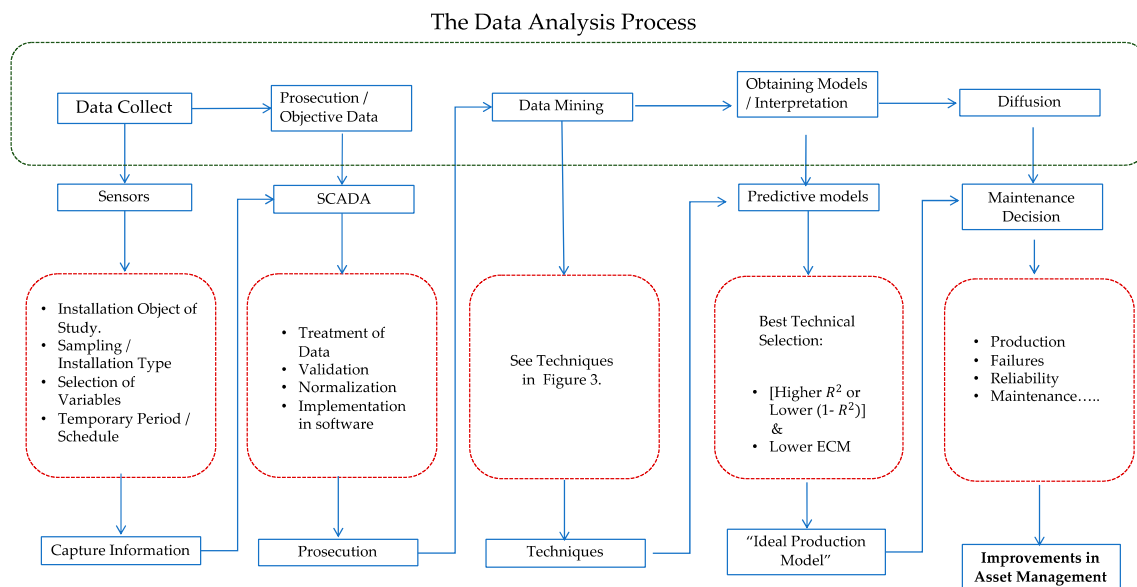 The Data Analysis Process
Data Collect
Prosecution /
Objective Data
Data Mining
Obtaining Models
/ Interpretation
Diffusion
Sensors
SCADA
Predictive models
Maintenance
Decision
• Installation Object of
Study.
• Sampling /
Installation Type
• Selection of
Variables
• Temporary Period /
Schedule
• Treatment of
Data
• Validation
• Normalization
• Implementation
in software
See Techniques
in Figure 3.
Best Technical
Selection:
• [Higher R² or
Lower (1- R²)]
&
• Lower ECM
• Production
• Failures
• Reliability
• Maintenance…..
Capture Information
Prosecution
Techniques
“Ideal Production
Model”
Improvements in
Asset Management